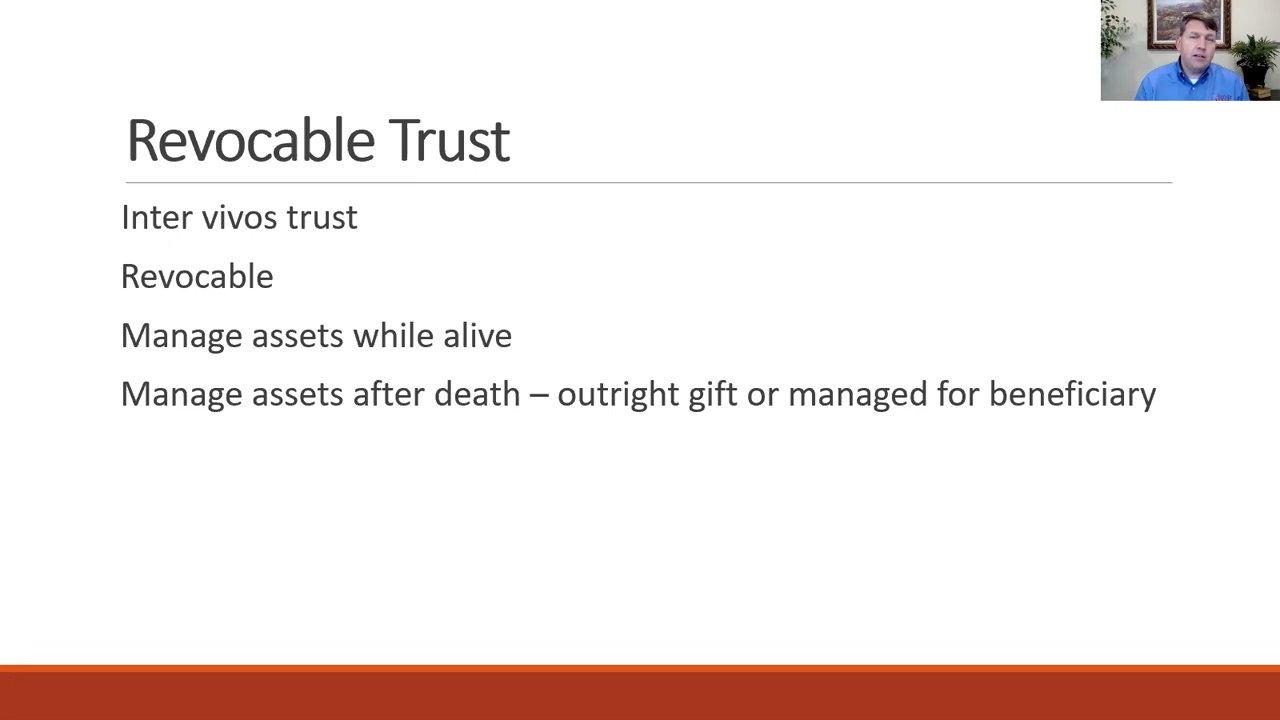 Revocable Trust
Inter vivos trust
Revocable
Manage assets while alive
Manage assets after death – outright gift or managed for beneficiary